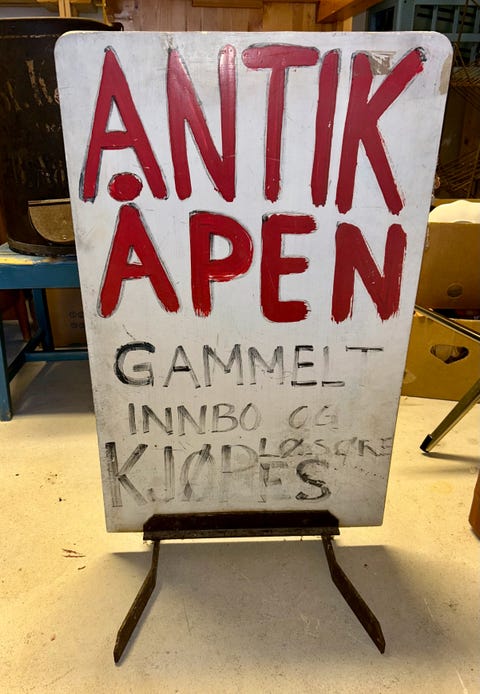 ANTIK
ÅPEN
GAMMELT
INNBO OG
LØSØRE
KJØPES